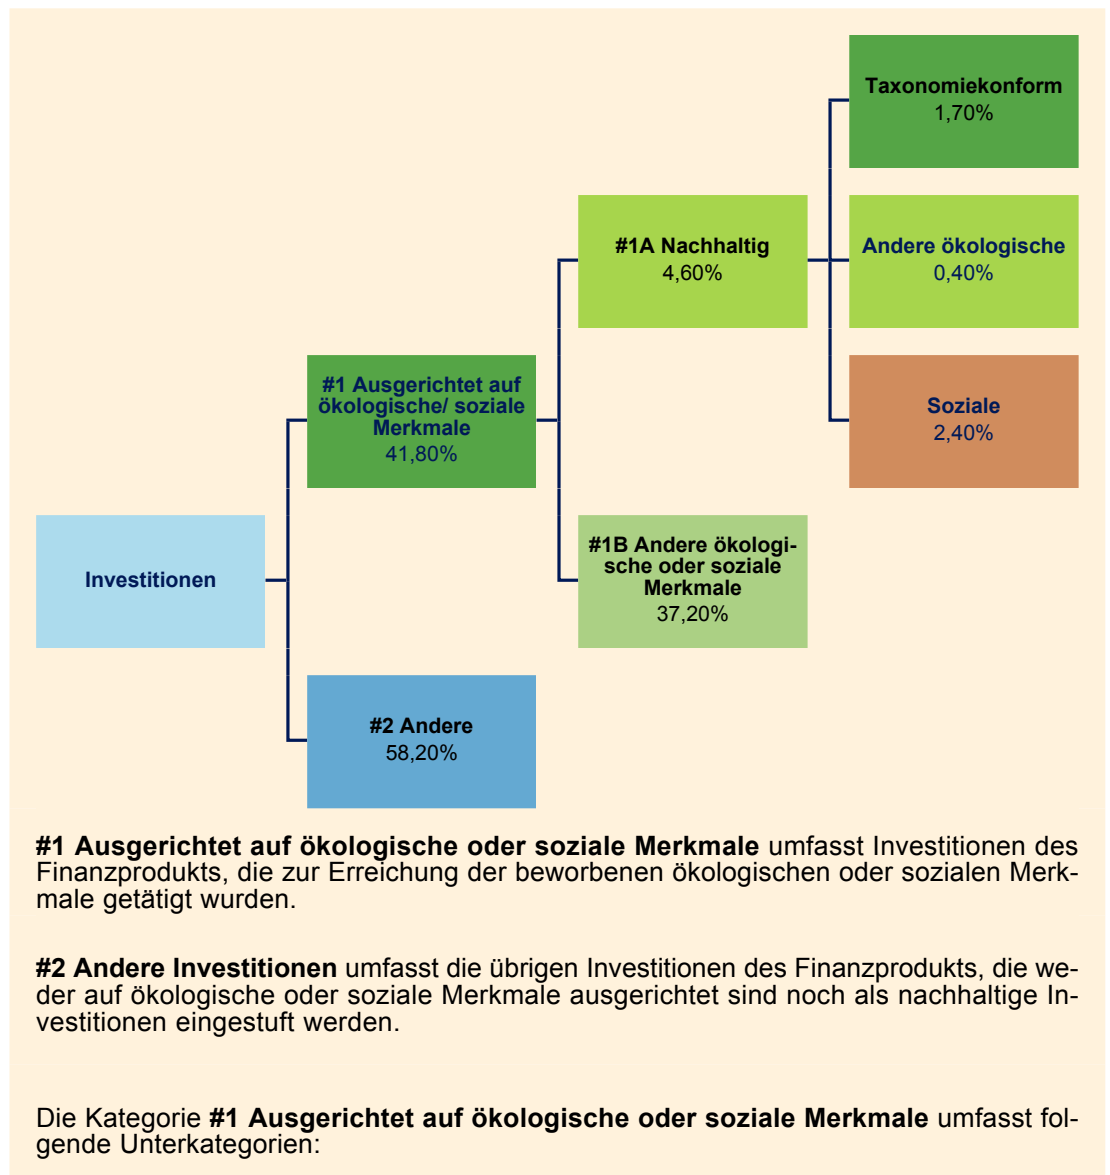 Taxonomiekonform
1,70%
#1A Nachhaltig
4,60%
Andere ökologische
0,40%
#1 Ausgerichtet auf
ökologische/ soziale
Merkmale
41,80%
Soziale
2,40%
Investitionen
#1B Andere ökologi-
sche oder soziale
Merkmale
37,20%
#2 Andere
58,20%
#1 Ausgerichtet auf ökologische oder soziale Merkmale umfasst Investitionen des
Finanzprodukts, die zur Erreichung der beworbenen ökologischen oder sozialen Merk-
male getätigt wurden.
#2 Andere Investitionen umfasst die übrigen Investitionen des Finanzprodukts, die we-
der auf ökologische oder soziale Merkmale ausgerichtet sind noch als nachhaltige In-
vestitionen eingestuft werden.
Die Kategorie #1 Ausgerichtet auf ökologische oder soziale Merkmale umfasst fol-
gende Unterkategorien: